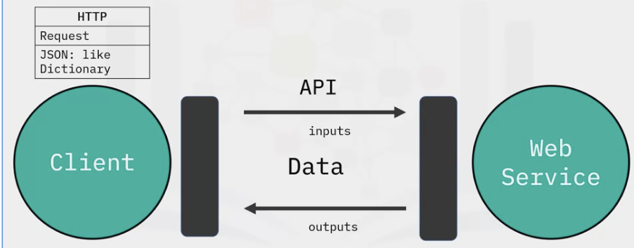 HTTP
Request
JSON: like
Dictionary
API
inputs
Client
Data
Web
Service
outputs